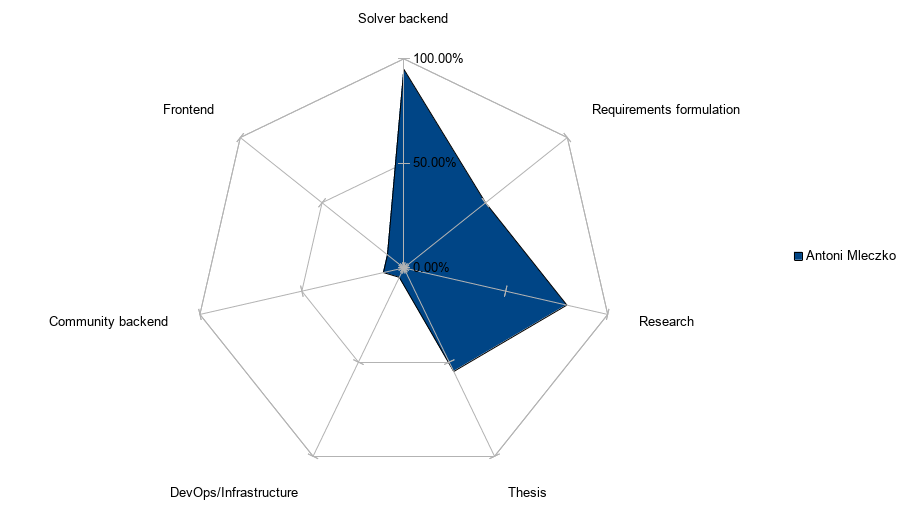 Solver backend
100.00%
Frontend
Requirements formulation
50.00%
Antoni Mleczko
0.00%
Community backend
Research
DevOps/Infrastructure
Thesis